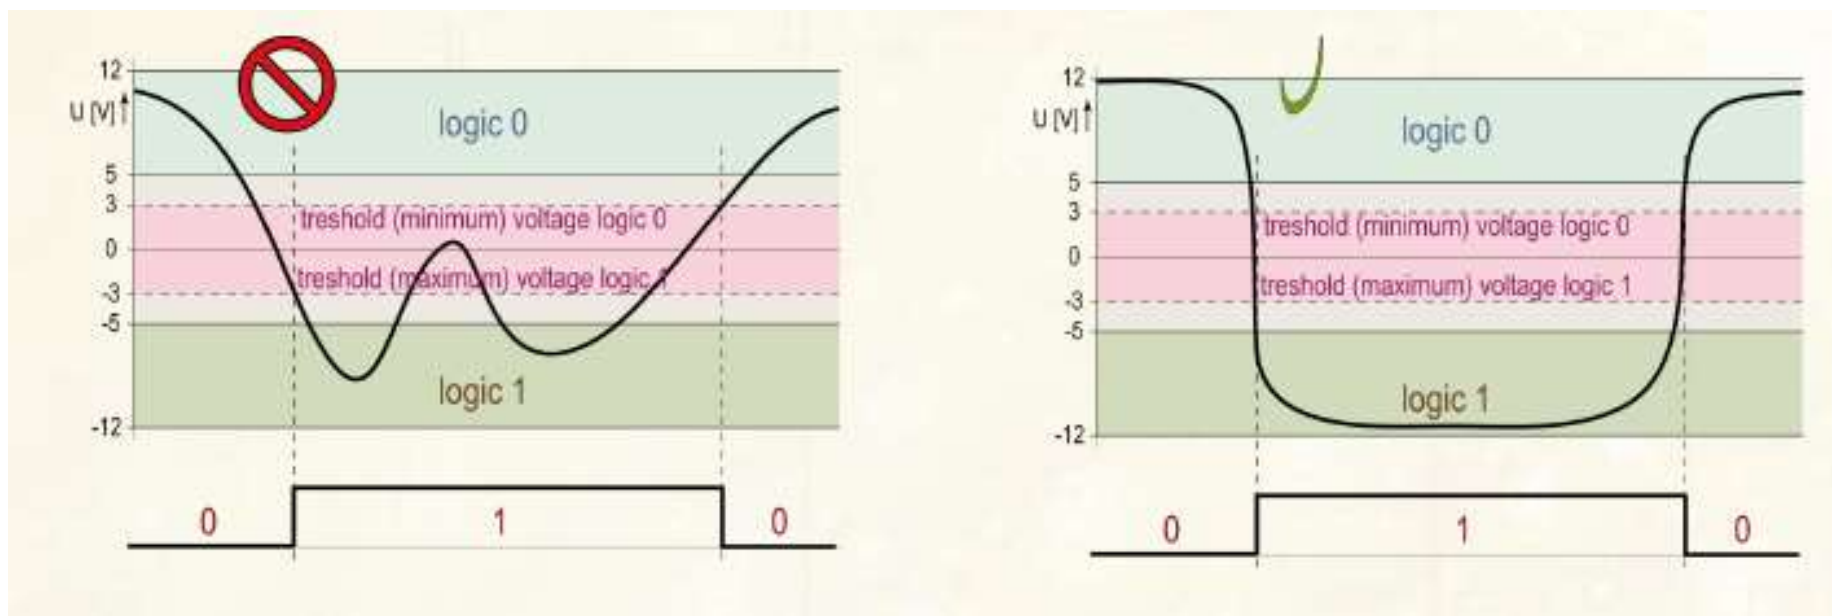 12
U [V]
logic 0
5
3
treshold (minimum) voltage logic 0
0
treshold (maximum) voltage logic 1
-3
-5
logic 1
-12
0 1 0
12
U [V]
logic 0
5
3
treshold (minimum) voltage logic 0
0
treshold (maximum) voltage logic 1
-3
-5
logic 1
-12
0 1 0